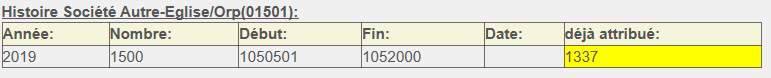 Histoire Société Autre-Eglise/Orp(01501):
Année: Nombre: Début: Fin: Date: déjà attribué:
2019 1500 1050501 1052000 1337